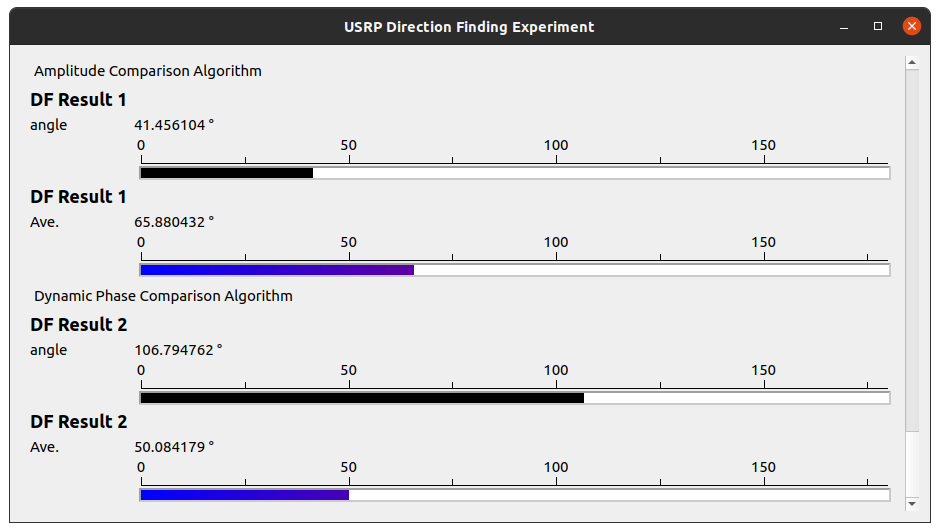 USRP Direction Finding Experiment
Amplitude Comparison Algorithm
DF Result 1
angle 41.456104 °
0 50 100 150
DF Result 1
Ave. 65.880432 °
0 50 100 150
Dynamic Phase Comparison Algorithm
DF Result 2
angle 106.794762 °
0 50 100 150
DF Result 2
Ave. 50.084179 °
0 50 100 150